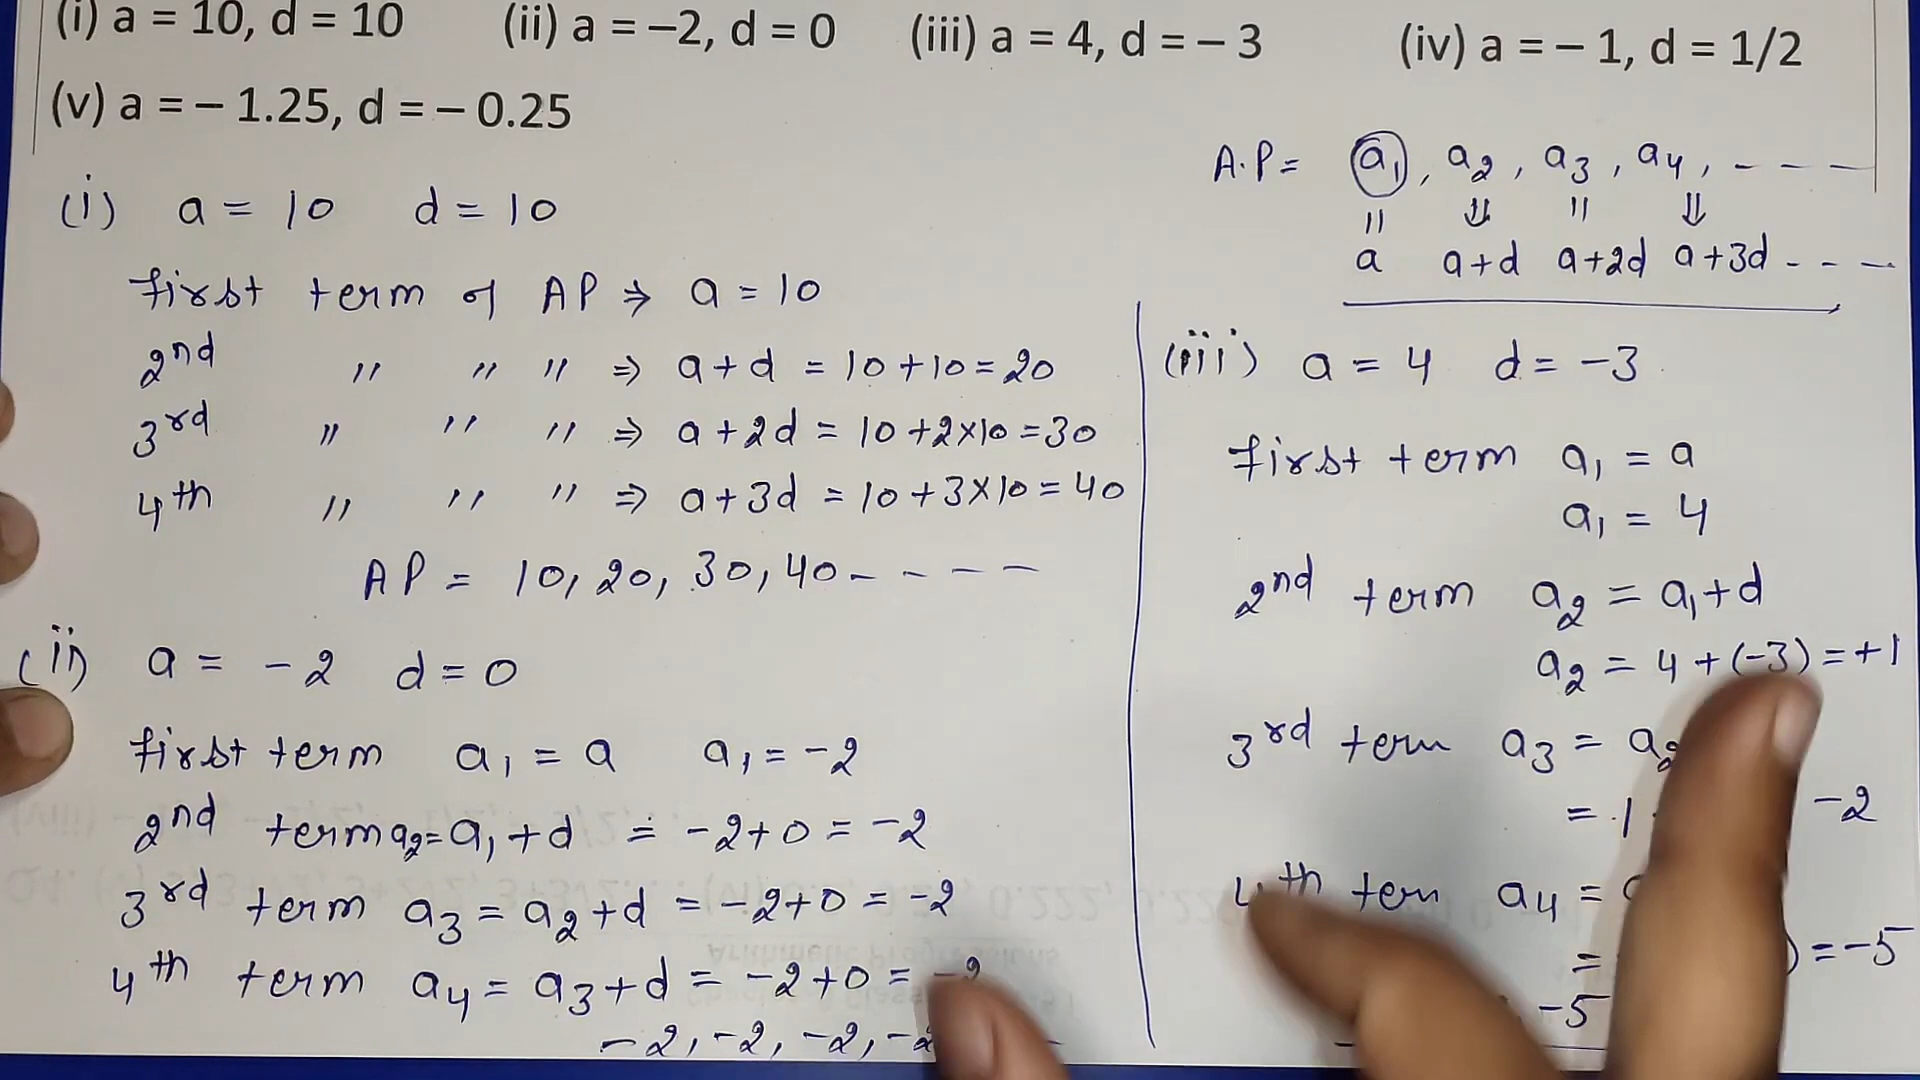 (i) a = 10, d = 10 (ii) a = –2, d = 0 (iii) a = 4, d = – 3 (iv) a = – 1, d = 1/2
(v) a = – 1.25, d = – 0.25
(i) a = 10 d = 10
first term of AP ⇒ a = 10
2nd " " " ⇒ a + d = 10 + 10 = 20
3rd " " " ⇒ a + 2d = 10 + 2×10 = 30
4th " " " ⇒ a + 3d = 10 + 3×10 = 40
AP = 10, 20, 30, 40 - - - -
(ii) a = -2 d = 0
first term a₁ = a a₁ = -2
2nd term a₂ = a₁ + d = -2+0 = -2
3rd term a₃ = a₂ + d = -2+0 = -2
4th term a₄ = a₃ + d = -2+0 = -2
-2, -2, -2, -2
A.P = a₁, a₂, a₃, a₄, - - -
" ⇓ " ⇓
a a+d a+2d a+3d - - -
(iii) a = 4 d = -3
first term a₁ = a
a₁ = 4
2nd term a₂ = a₁+d
a₂ = 4 + (-3) = +1
3rd term a₃ = a₂
= 1 -2
4th term a₄ =
= ) = -5
, -5